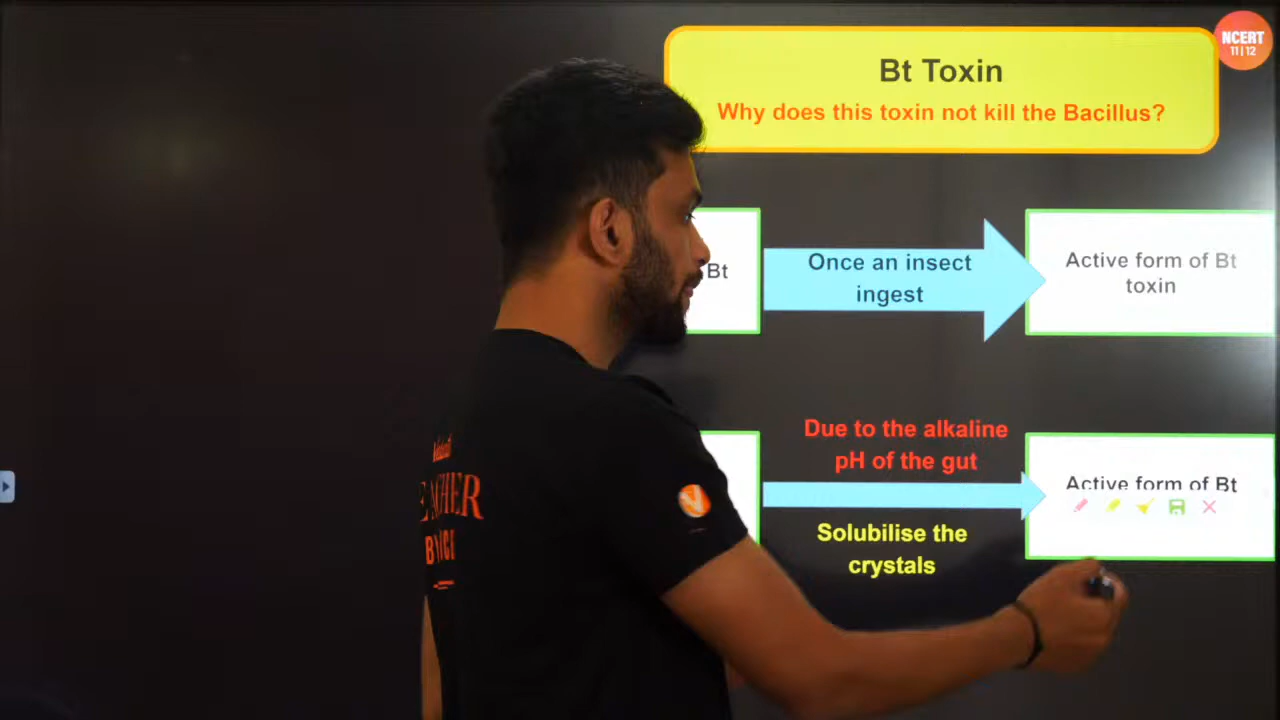 NCERT
11|12
Bt Toxin
Why does this toxin not kill the Bacillus?
Bt
Once an insect
ingest
Active form of Bt
toxin
Due to the alkaline
pH of the gut
Solubilise the
crystals
Active form of Bt